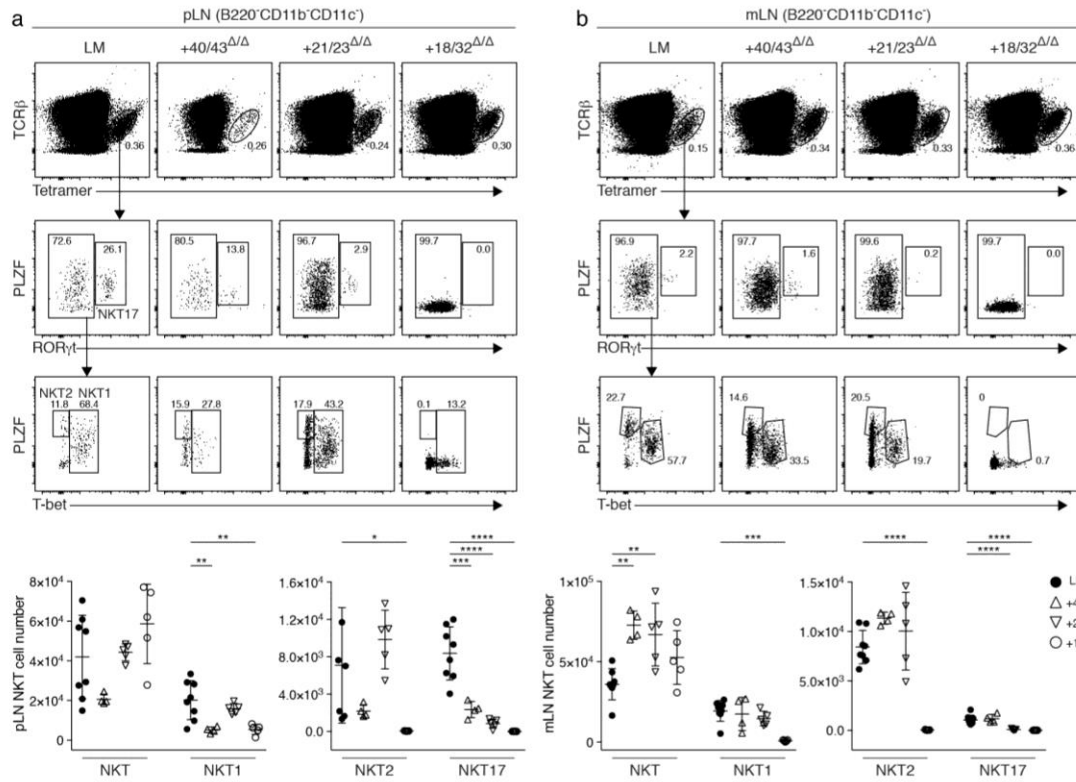 a
pLN (B220-CD11b-CD11c-)
LM +40/43Δ/Δ +21/23Δ/Δ +18/32Δ/Δ
TCRβ
0.36 0.26 0.24 0.30
Tetramer
72.6 26.1 80.5 13.8 96.7 2.9 99.7 0.0
PLZF
NKT17
RORγt
NKT2 NKT1
11.8 68.4 15.9 27.8 17.9 43.2 0.1 13.2
PLZF
T-bet
** * ****
** ****
***
pLN NKT cell number
8×10⁴
6×10⁴
4×10⁴
2×10⁴
0
NKT NKT1
1.6×10⁴
1.2×10⁴
8.0×10³
4.0×10³
0.0
NKT2 NKT17
b
mLN (B220-CD11b-CD11c-)
LM +40/43Δ/Δ +21/23Δ/Δ +18/32Δ/Δ
TCRβ
0.15 0.34 0.33 0.36
Tetramer
96.9 2.2 97.7 1.6 99.6 0.2 99.7 0.0
PLZF
RORγt
22.7 57.7 14.6 33.5 20.5 19.7 0 0.7
PLZF
T-bet
** *** **** ****
** ****
mLN NKT cell number
1×10⁵
5×10⁴
0
NKT NKT1
1.5×10⁴
1.0×10⁴
5.0×10³
0.0
NKT2 NKT17